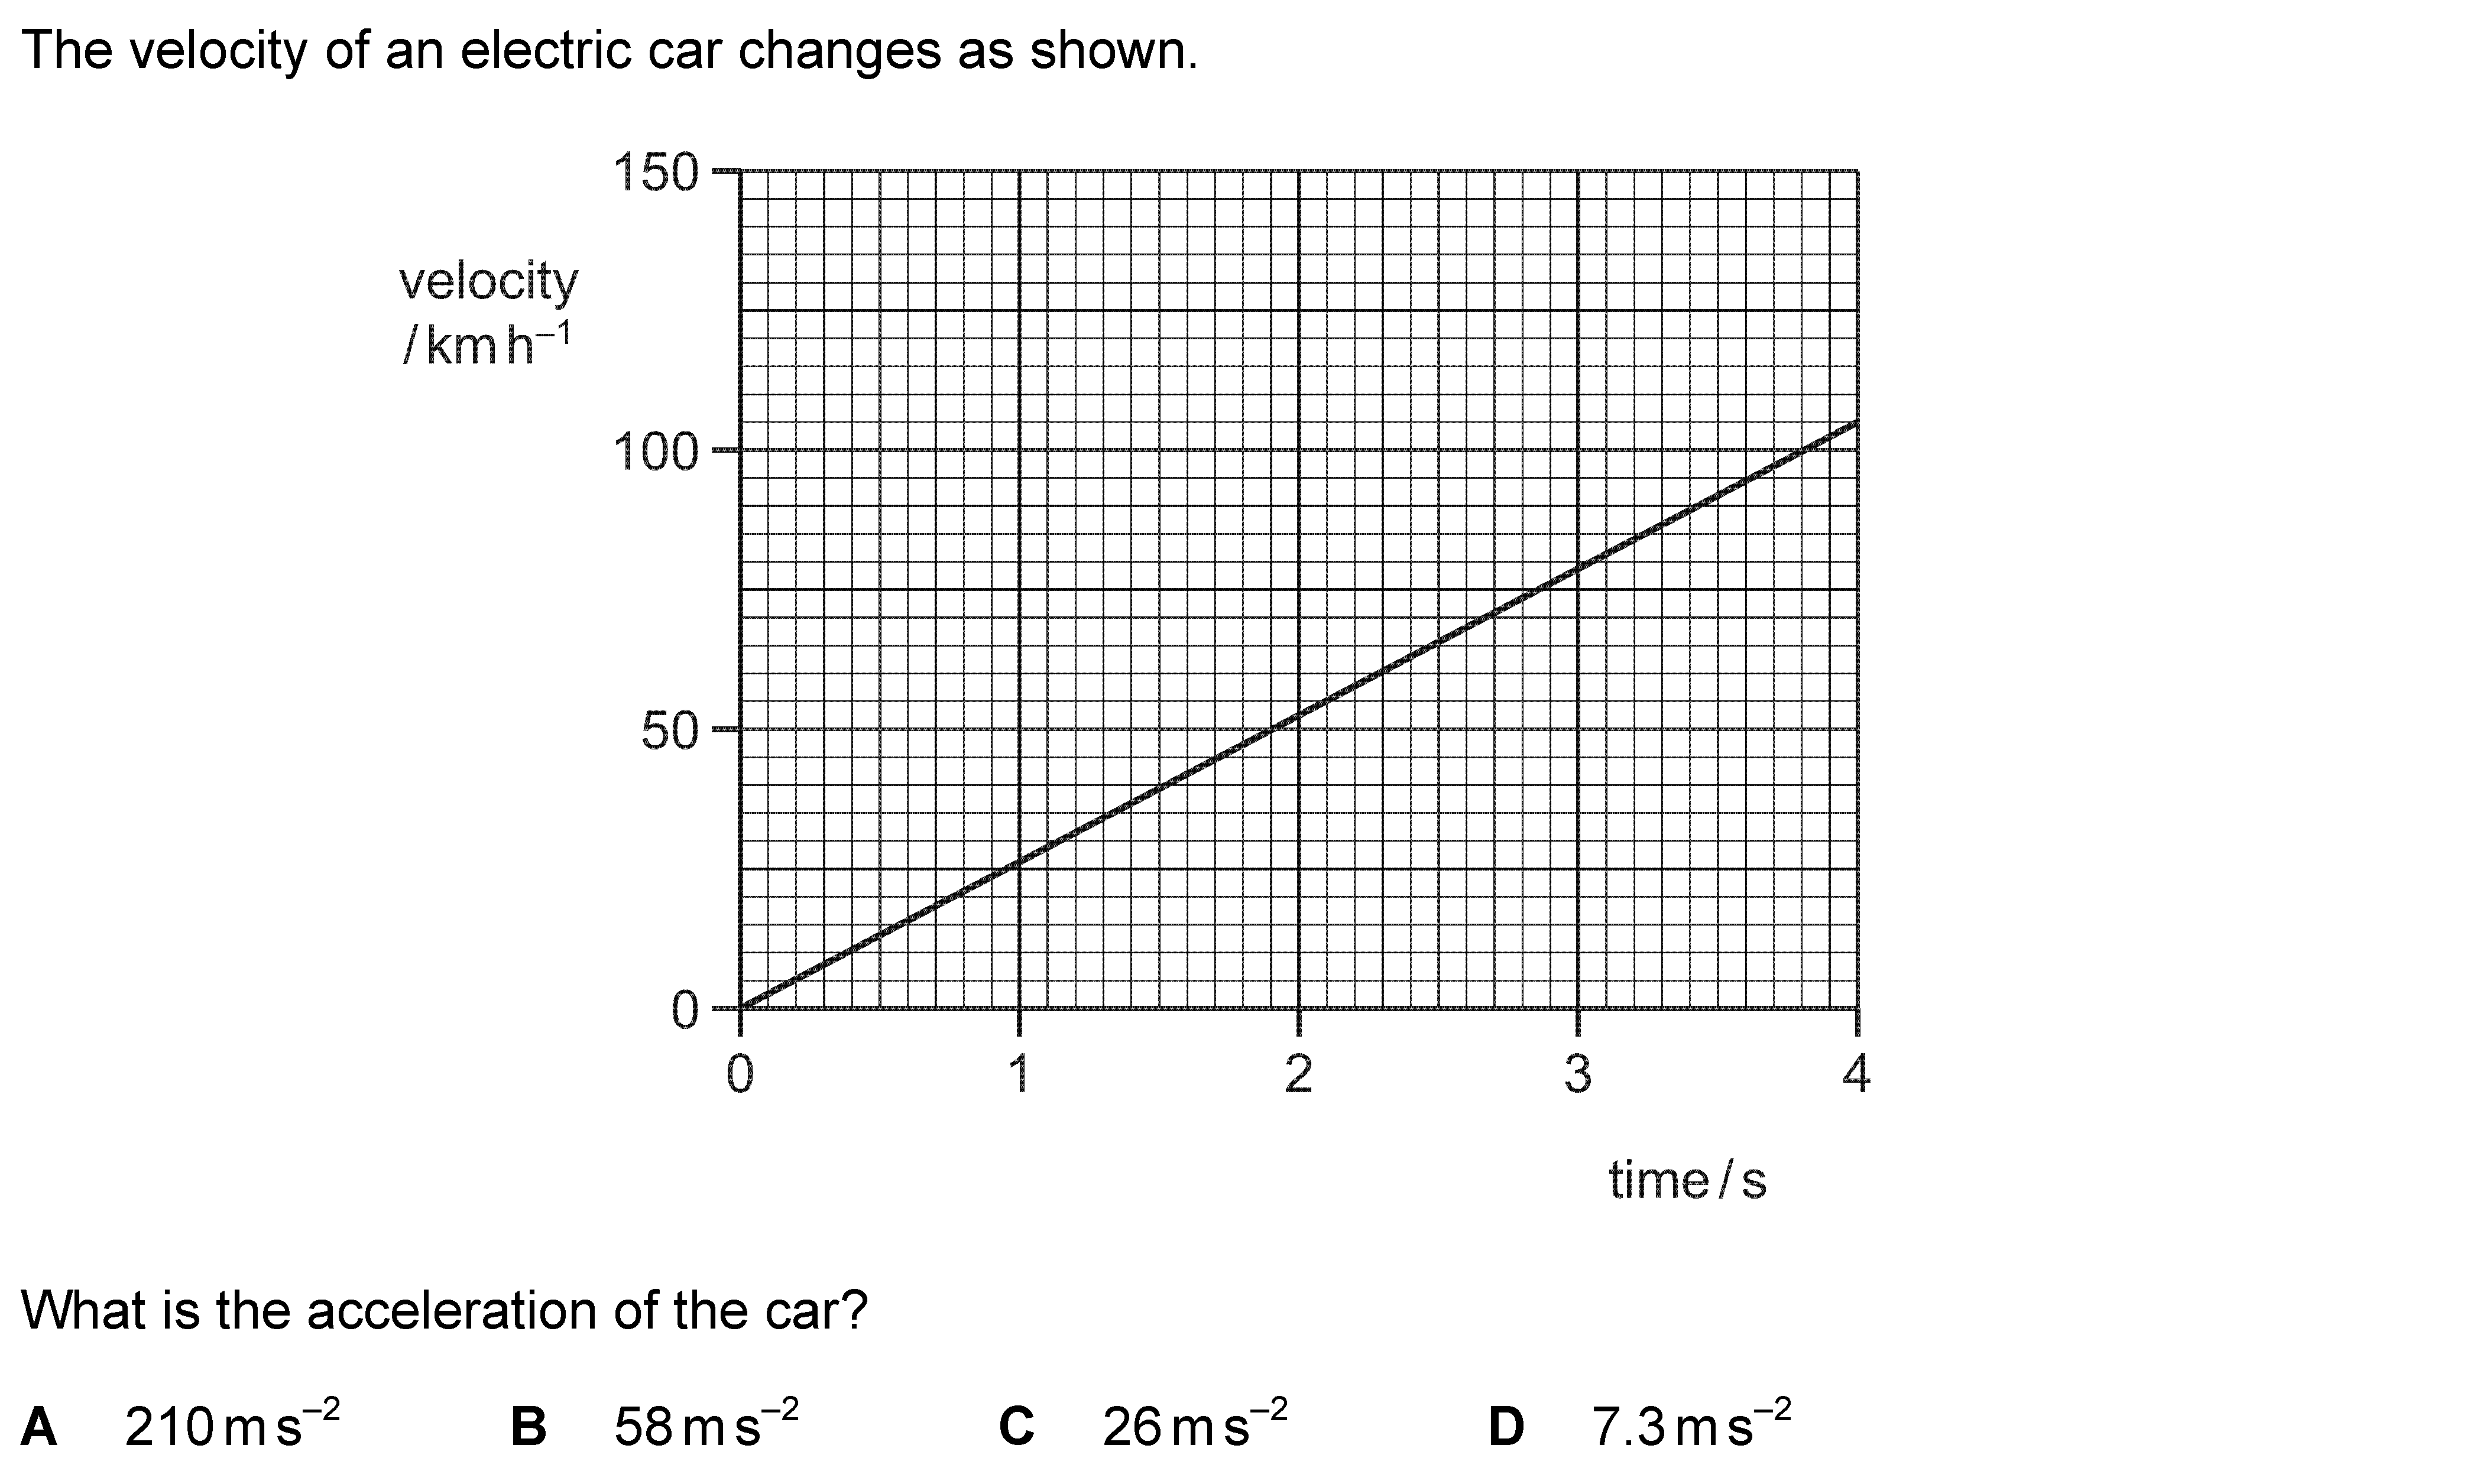 The velocity of an electric car changes as shown.
150
velocity
/ km h⁻¹
100
50
0
0 1 2 3 4
time / s
What is the acceleration of the car?
A 210 m s⁻² B 58 m s⁻² C 26 m s⁻² D 7.3 m s⁻²